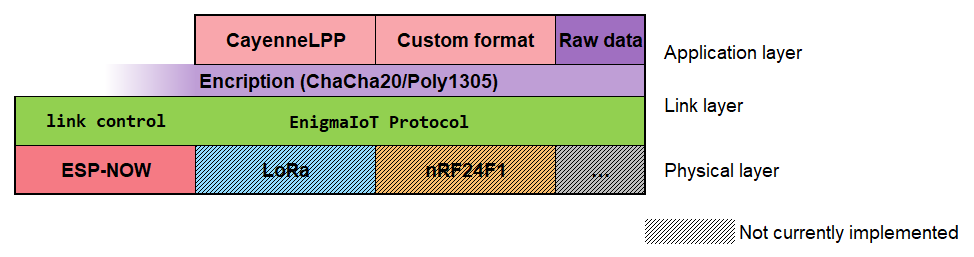 CayenneLPP Custom format Raw data
Application layer
Encription (ChaCha20/Poly1305)
Link layer
link control EnigmaIoT Protocol
ESP-NOW LoRa nRF24F1 ...
Physical layer
Not currently implemented